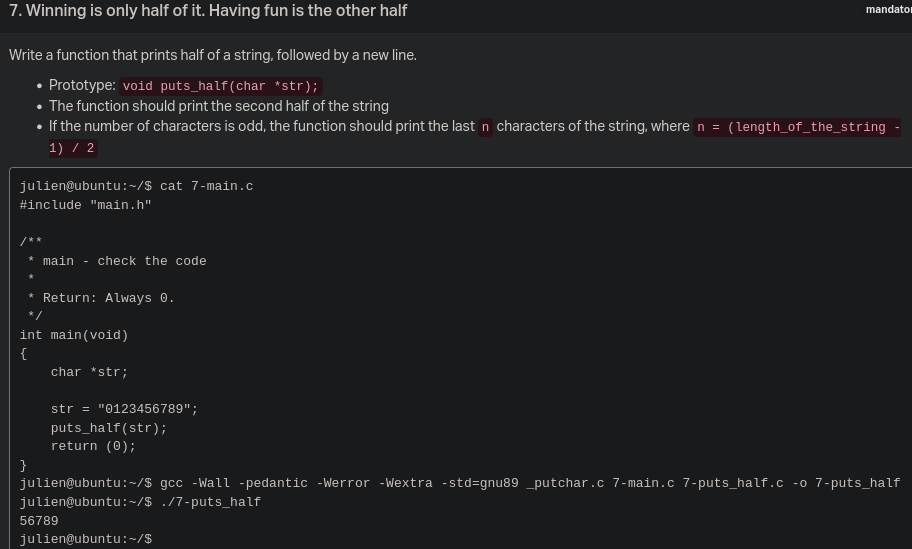 7. Winning is only half of it. Having fun is the other half
mandator
Write a function that prints half of a string, followed by a new line.
• Prototype: void puts_half(char *str);
• The function should print the second half of the string
• If the number of characters is odd, the function should print the last n characters of the string, where n = (length_of_the_string -
1) / 2
julien@ubuntu:~/$ cat 7-main.c
#include "main.h"

/**
 * main - check the code
 *
 * Return: Always 0.
 */
int main(void)
{
    char *str;

    str = "0123456789";
    puts_half(str);
    return (0);
}
julien@ubuntu:~/$ gcc -Wall -pedantic -Werror -Wextra -std=gnu89 _putchar.c 7-main.c 7-puts_half.c -o 7-puts_half
julien@ubuntu:~/$ ./7-puts_half
56789
julien@ubuntu:~/$